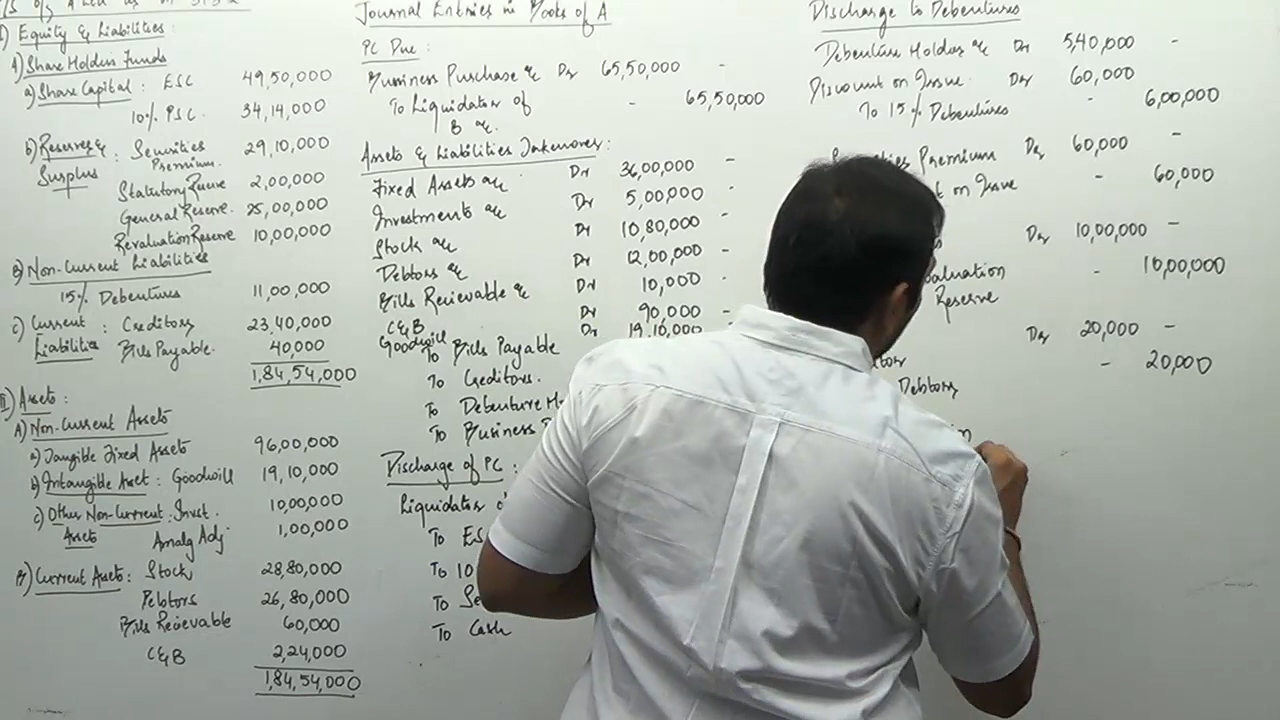 I) Equity & Liabilities :
A) Share Holders Funds
a) Share Capital : ESC 49,50,000
10% PSC. 34,14,000
b) Reserves & Surplus : Securities Premium. 29,10,000
Statutory Reserve 2,00,000
General Reserve. 25,00,000
Revaluation Reserve 10,00,000
B) Non-Current Liabilities
15% Debentures 11,00,000
C) Current Liabilities : Creditors 23,40,000
Bills Payable. 40,000
1,84,54,000
II) Assets :
A) Non-Current Assets
a) Tangible Fixed Assets 96,00,000
b) Intangible Asset : Goodwill 19,10,000
c) Other Non-Current Assets : Invst. 10,00,000
Amalg Adj 1,00,000
B) Current Assets : Stock 28,80,000
Debtors 26,80,000
Bills Recievable 60,000
C&B 2,24,000
1,84,54,000
Journal Entries in Books of A
PC Due :
Business Purchase a/c Dr 65,50,000 -
To Liquidator of B a/c. - 65,50,000
Assets & Liabilities Takenover :
Fixed Assets a/c Dr 36,00,000 -
Investments a/c Dr 5,00,000 -
Stock a/c Dr 10,80,000 -
Debtors a/c Dr 12,00,000 -
Bills Recievable a/c Dr 10,000 -
C&B Dr 90,000 -
Goodwill Dr 19,10,000
To Bills Payable
To Creditors.
To Debenture
To Business
Discharge of PC :
Liquidator
To
To 10
To
To Cash
Discharge to Debentures
Debenture Holders a/c Dr 5,40,000 -
Discount on Issue. Dr 60,000
To 15% Debentures - 6,00,000
Premium Dr 60,000 -
on Issue - 60,000
Dr 10,00,000 -
Reserve - 10,00,000
Dr 20,000 -
Debtors - 20,000